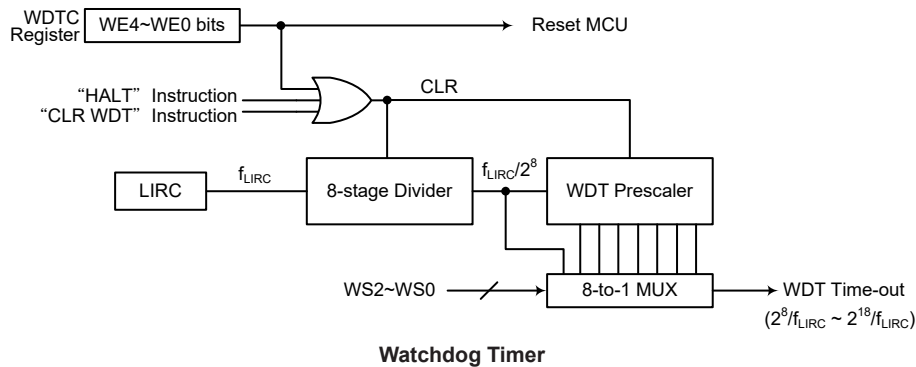 WDTC
Register
WE4~WE0 bits
Reset MCU
CLR
“HALT” Instruction
“CLR WDT” Instruction
LIRC
fLIRC
8-stage Divider
fLIRC/2⁸
WDT Prescaler
WS2~WS0
8-to-1 MUX
WDT Time-out
(2⁸/fLIRC ~ 2¹⁸/fLIRC)
Watchdog Timer